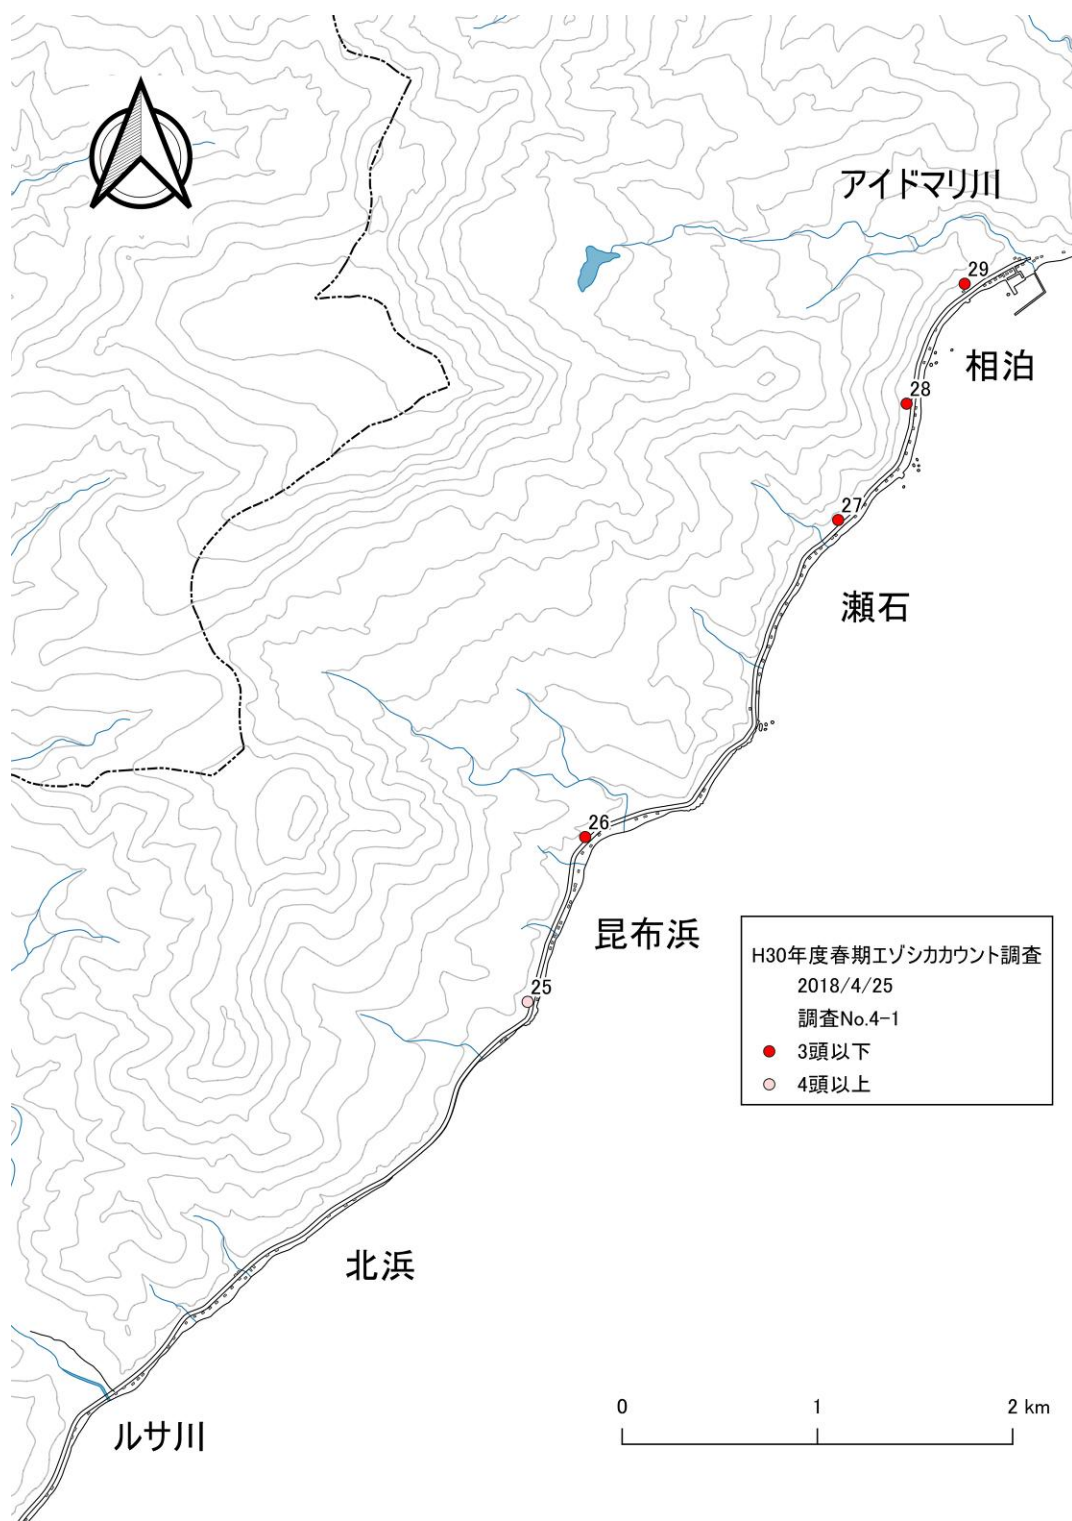 アイドマリ川
29
相泊
28
27
瀬石
26
昆布浜
25
H30年度春期エゾシカカウント調査
2018/4/25
調査No.4-1
3頭以下
4頭以上
北浜
0 1 2 km
ルサ川